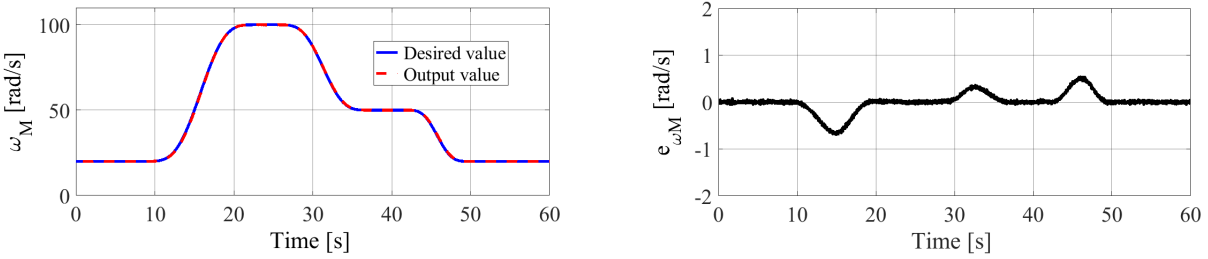 100
50
0
ω_M [rad/s]
Desired value
Output value
0 10 20 30 40 50 60
Time [s]
2
1
0
-1
-2
e_ωM [rad/s]
0 10 20 30 40 50 60
Time [s]